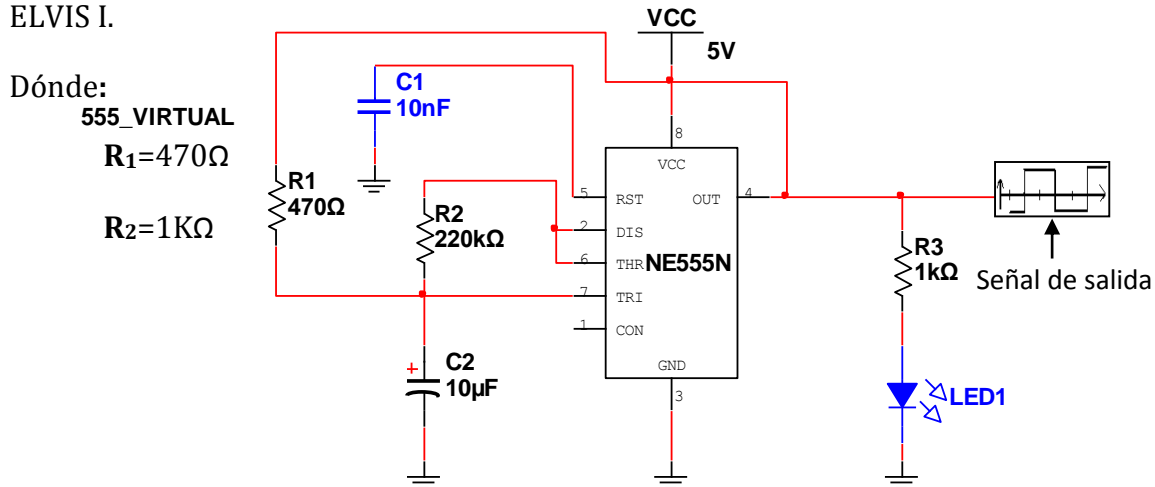 ELVIS I.
Dónde:
555_VIRTUAL
R1=470Ω
R2=1KΩ
VCC
5V
C1
10nF
R1
470Ω
R2
220kΩ
C2
10µF
8
VCC
5 RST
OUT 4
2 DIS
6 THR
NE555N
7 TRI
1 CON
GND
3
R3
1kΩ
LED1
Señal de salida